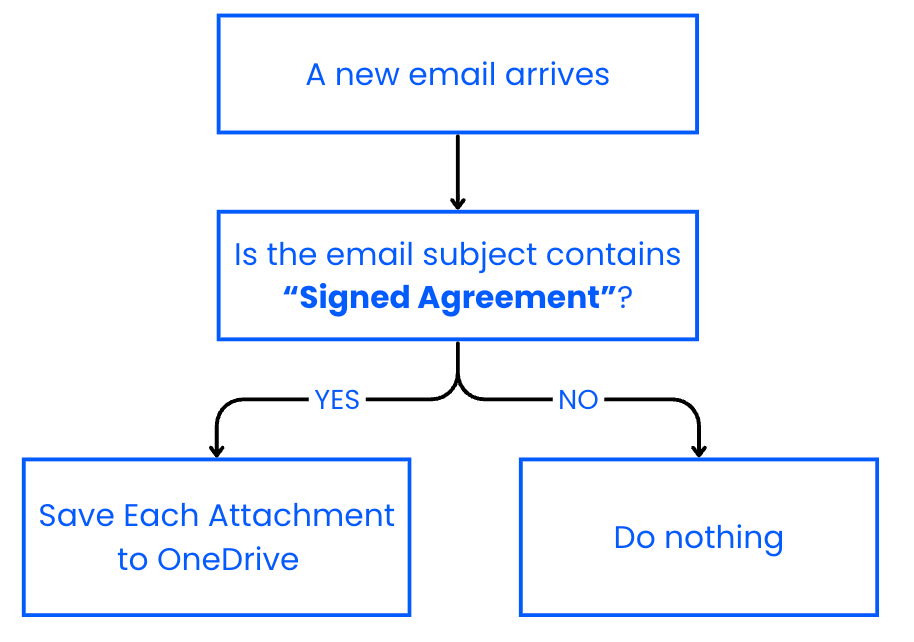 A new email arrives
Is the email subject contains
“Signed Agreement”?
YES
NO
Save Each Attachment
to OneDrive
Do nothing